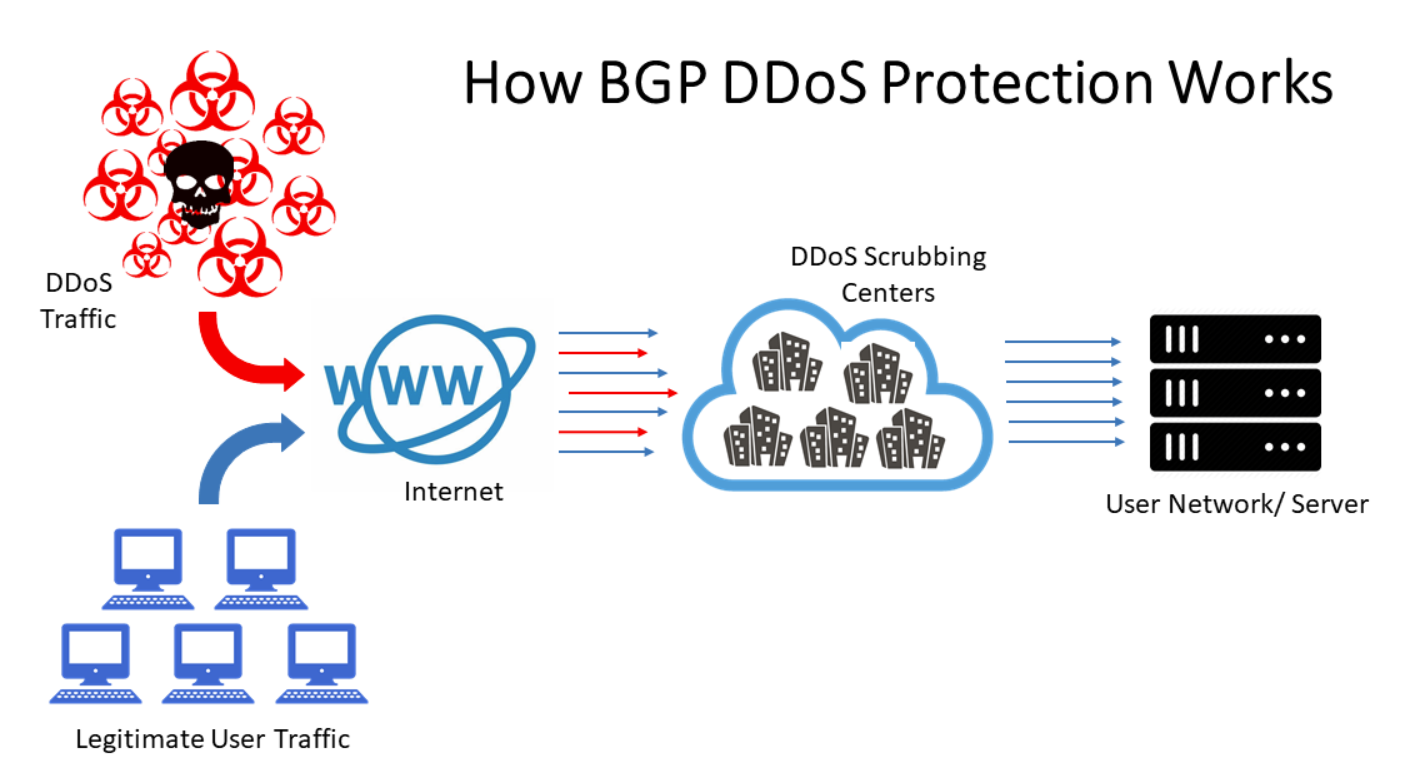 How BGP DDoS Protection Works
DDoS
Traffic
DDoS Scrubbing
Centers
WWW
Internet
User Network/ Server
Legitimate User Traffic